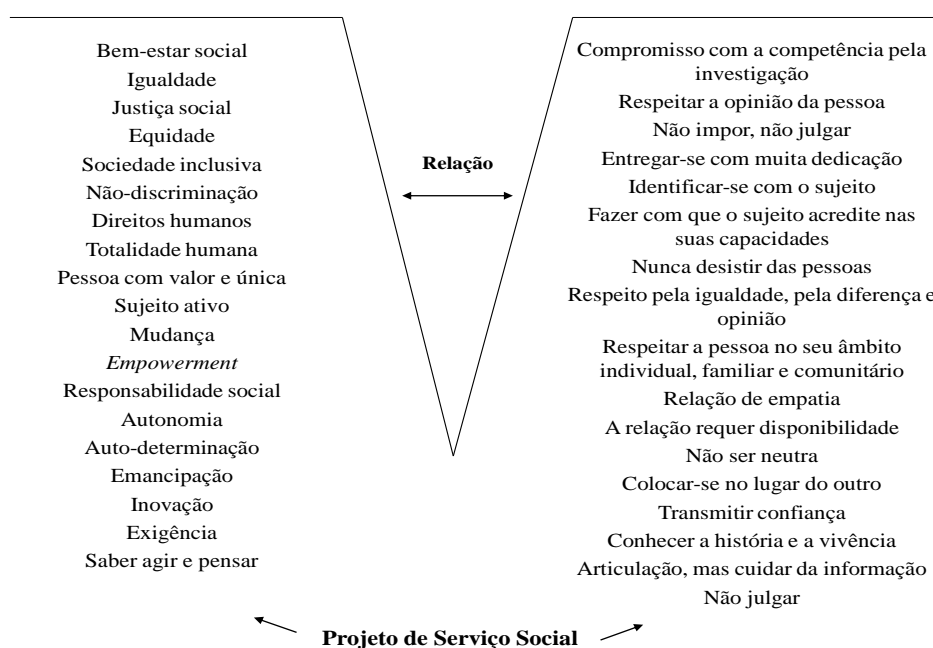 Bem-estar social
Igualdade
Justiça social
Equidade
Sociedade inclusiva
Não-discriminação
Direitos humanos
Totalidade humana
Pessoa com valor e única
Sujeito ativo
Mudança
Empowerment
Responsabilidade social
Autonomia
Auto-determinação
Emancipação
Inovação
Exigência
Saber agir e pensar
Relação
Compromisso com a competência pela
investigação
Respeitar a opinião da pessoa
Não impor, não julgar
Entregar-se com muita dedicação
Identificar-se com o sujeito
Fazer com que o sujeito acredite nas
suas capacidades
Nunca desistir das pessoas
Respeito pela igualdade, pela diferença e
opinião
Respeitar a pessoa no seu âmbito
individual, familiar e comunitário
Relação de empatia
A relação requer disponibilidade
Não ser neutra
Colocar-se no lugar do outro
Transmitir confiança
Conhecer a história e a vivência
Articulação, mas cuidar da informação
Não julgar
Projeto de Serviço Social